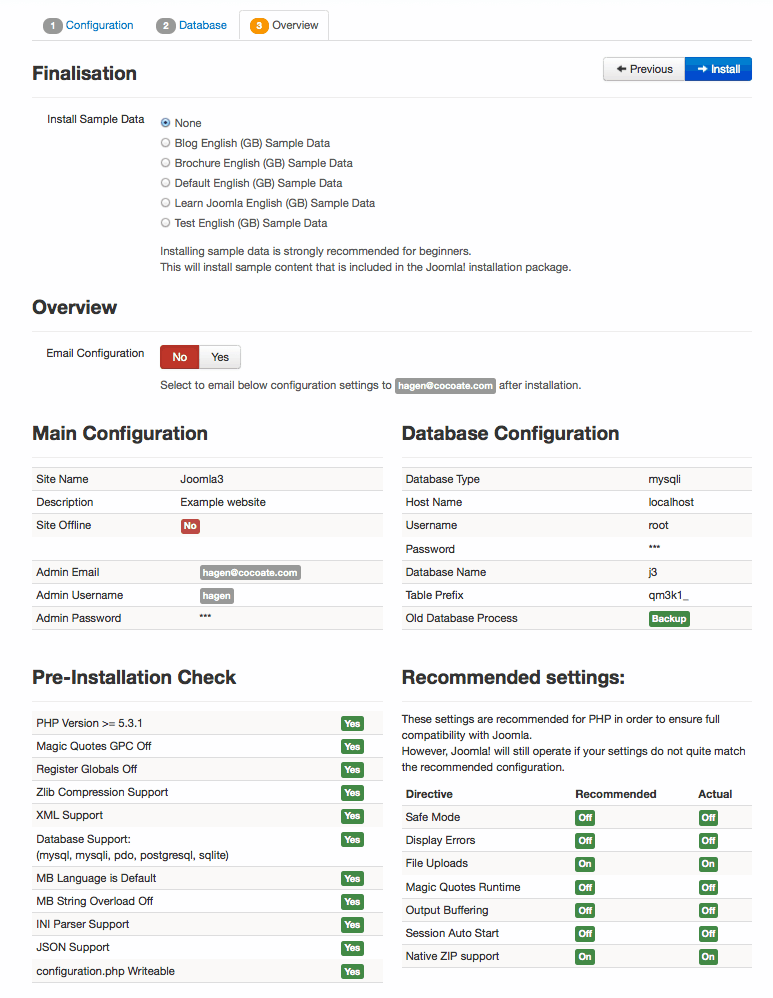 1 Configuration 2 Database 3 Overview
Finalisation
← Previous → Install
Install Sample Data
None
Blog English (GB) Sample Data
Brochure English (GB) Sample Data
Default English (GB) Sample Data
Learn Joomla English (GB) Sample Data
Test English (GB) Sample Data
Installing sample data is strongly recommended for beginners.
This will install sample content that is included in the Joomla! installation package.
Overview
Email Configuration No Yes
Select to email below configuration settings to hagen@cocoate.com after installation.
Main Configuration
Site Name Joomla3
Description Example website
Site Offline No
Admin Email hagen@cocoate.com
Admin Username hagen
Admin Password ***
Database Configuration
Database Type mysqli
Host Name localhost
Username root
Password ***
Database Name j3
Table Prefix qm3k1_
Old Database Process Backup
Pre-Installation Check
PHP Version >= 5.3.1 Yes
Magic Quotes GPC Off Yes
Register Globals Off Yes
Zlib Compression Support Yes
XML Support Yes
Database Support: Yes
(mysql, mysqli, pdo, postgresql, sqlite)
MB Language is Default Yes
MB String Overload Off Yes
INI Parser Support Yes
JSON Support Yes
configuration.php Writeable Yes
Recommended settings:
These settings are recommended for PHP in order to ensure full
compatibility with Joomla.
However, Joomla! will still operate if your settings do not quite match
the recommended configuration.
Directive Recommended Actual
Safe Mode Off Off
Display Errors Off Off
File Uploads On On
Magic Quotes Runtime Off Off
Output Buffering Off Off
Session Auto Start Off Off
Native ZIP support On On